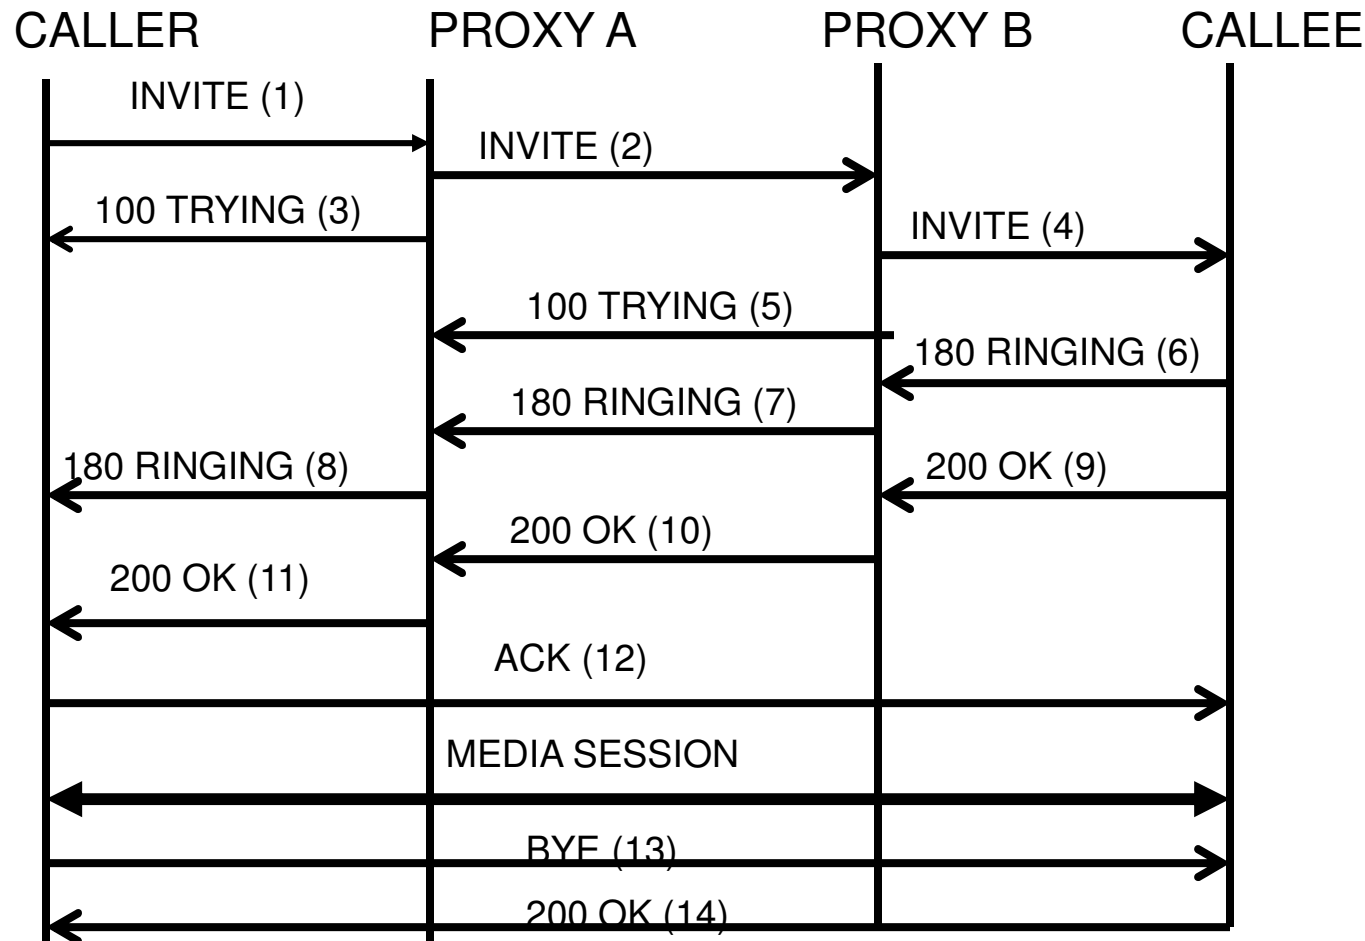 CALLER PROXY A PROXY B CALLEE
INVITE (1)
INVITE (2)
100 TRYING (3)
INVITE (4)
100 TRYING (5)
180 RINGING (6)
180 RINGING (7)
180 RINGING (8)
200 OK (9)
200 OK (10)
200 OK (11)
ACK (12)
MEDIA SESSION
BYE (13)
200 OK (14)